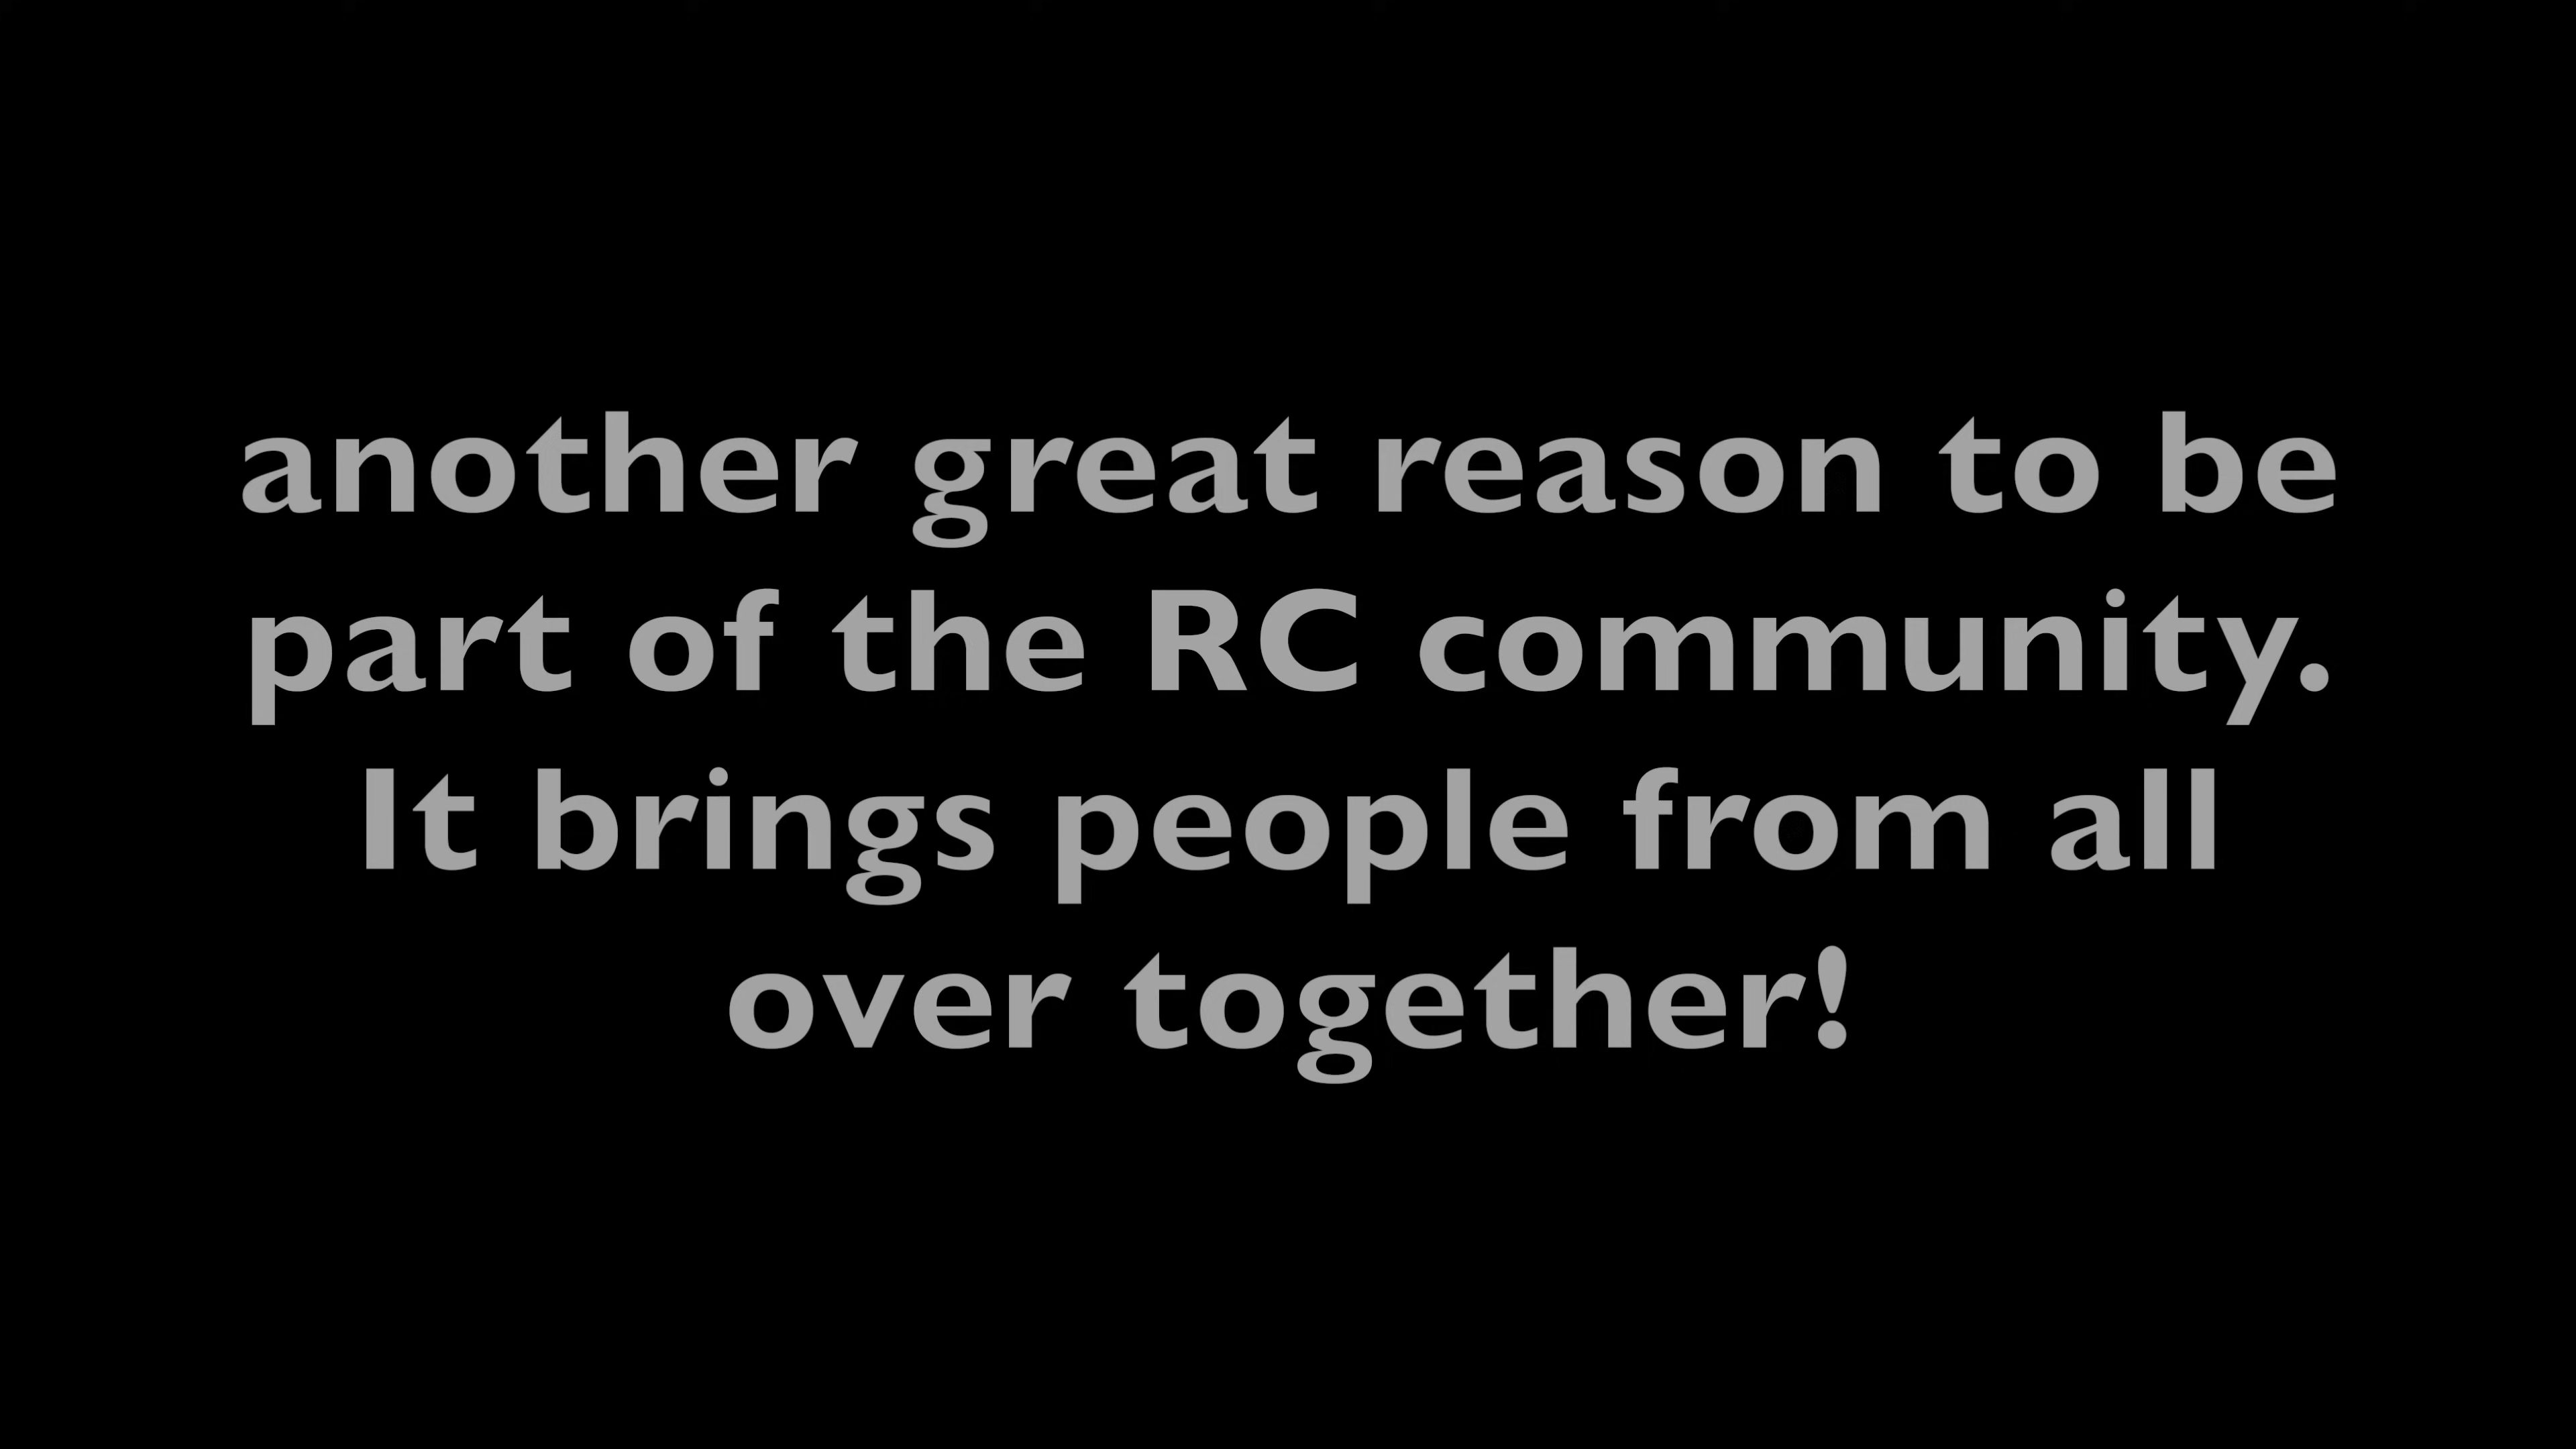 another great reason to be
part of the RC community.
It brings people from all
over together!